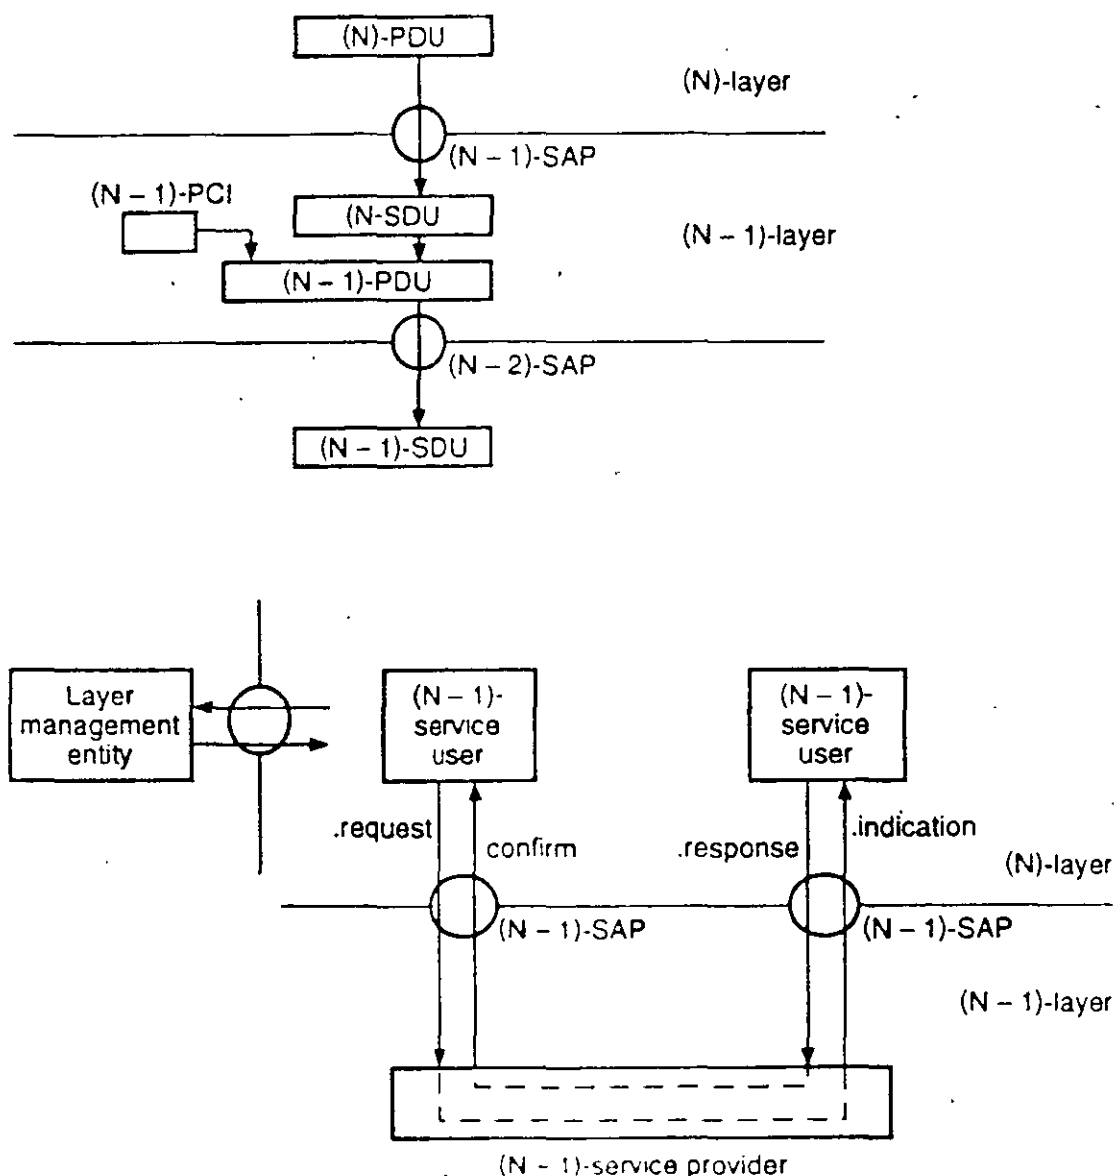 (N)-PDU
(N)-layer
(N – 1)-SAP
(N – 1)-PCI
(N-SDU
(N – 1)-layer
(N – 1)-PDU
(N – 2)-SAP
(N – 1)-SDU
Layer
management
entity
(N – 1)-
service
user
(N – 1)-
service
user
.request
confirm
.response
.indication
(N)-layer
(N – 1)-SAP
(N – 1)-SAP
(N – 1)-layer
(N – 1)-service provider